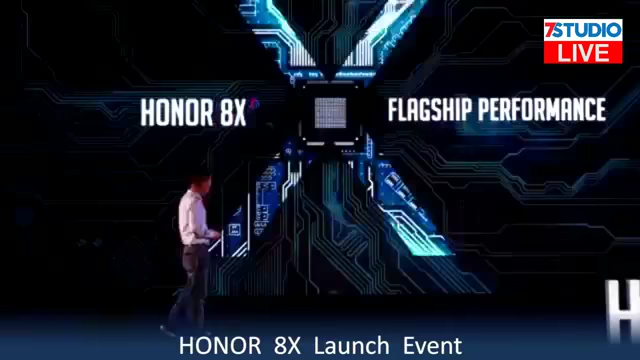 7STUDIO
LIVE
HONOR 8X
FLAGSHIP PERFORMANCE
H
HONOR 8X Launch Event